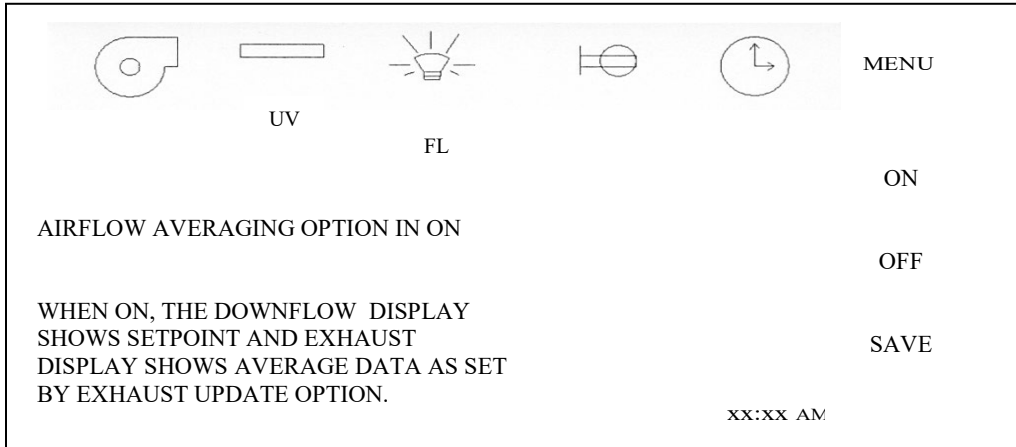 MENU
UV
FL
ON
AIRFLOW AVERAGING OPTION IN ON
OFF
WHEN ON, THE DOWNFLOW DISPLAY
SHOWS SETPOINT AND EXHAUST
SAVE
DISPLAY SHOWS AVERAGE DATA AS SET
BY EXHAUST UPDATE OPTION.
xx:xx AM